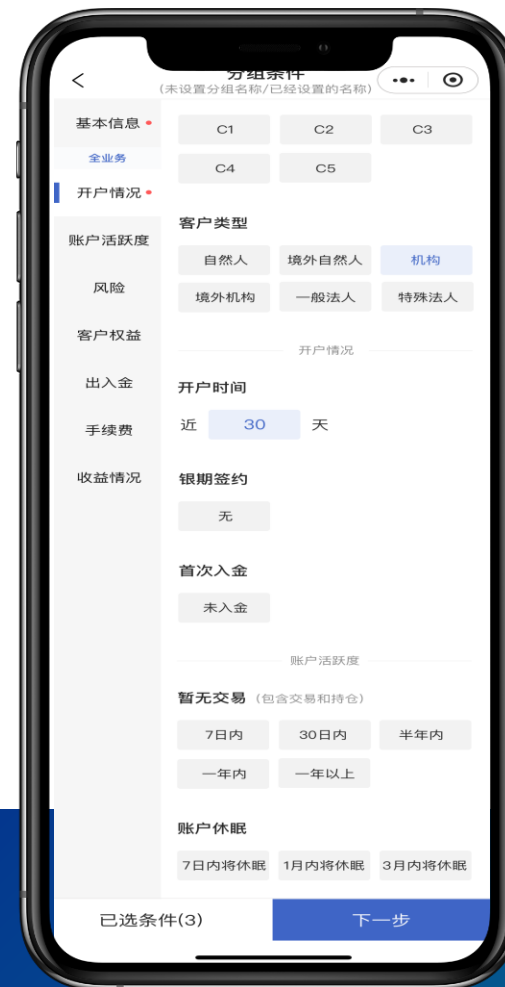 分组条件
(未设置分组名称/已经设置的名称)
基本信息
全业务
开户情况
账户活跃度
风险
客户权益
出入金
手续费
收益情况
C1 C2 C3
C4 C5
客户类型
自然人 境外自然人 机构
境外机构 一般法人 特殊法人
开户情况
开户时间
近 30 天
银期签约
无
首次入金
未入金
账户活跃度
暂无交易 (包含交易和持仓)
7日内 30日内 半年内
一年内 一年以上
账户休眠
7日内将休眠 1月内将休眠 3月内将休眠
已选条件(3) 下一步